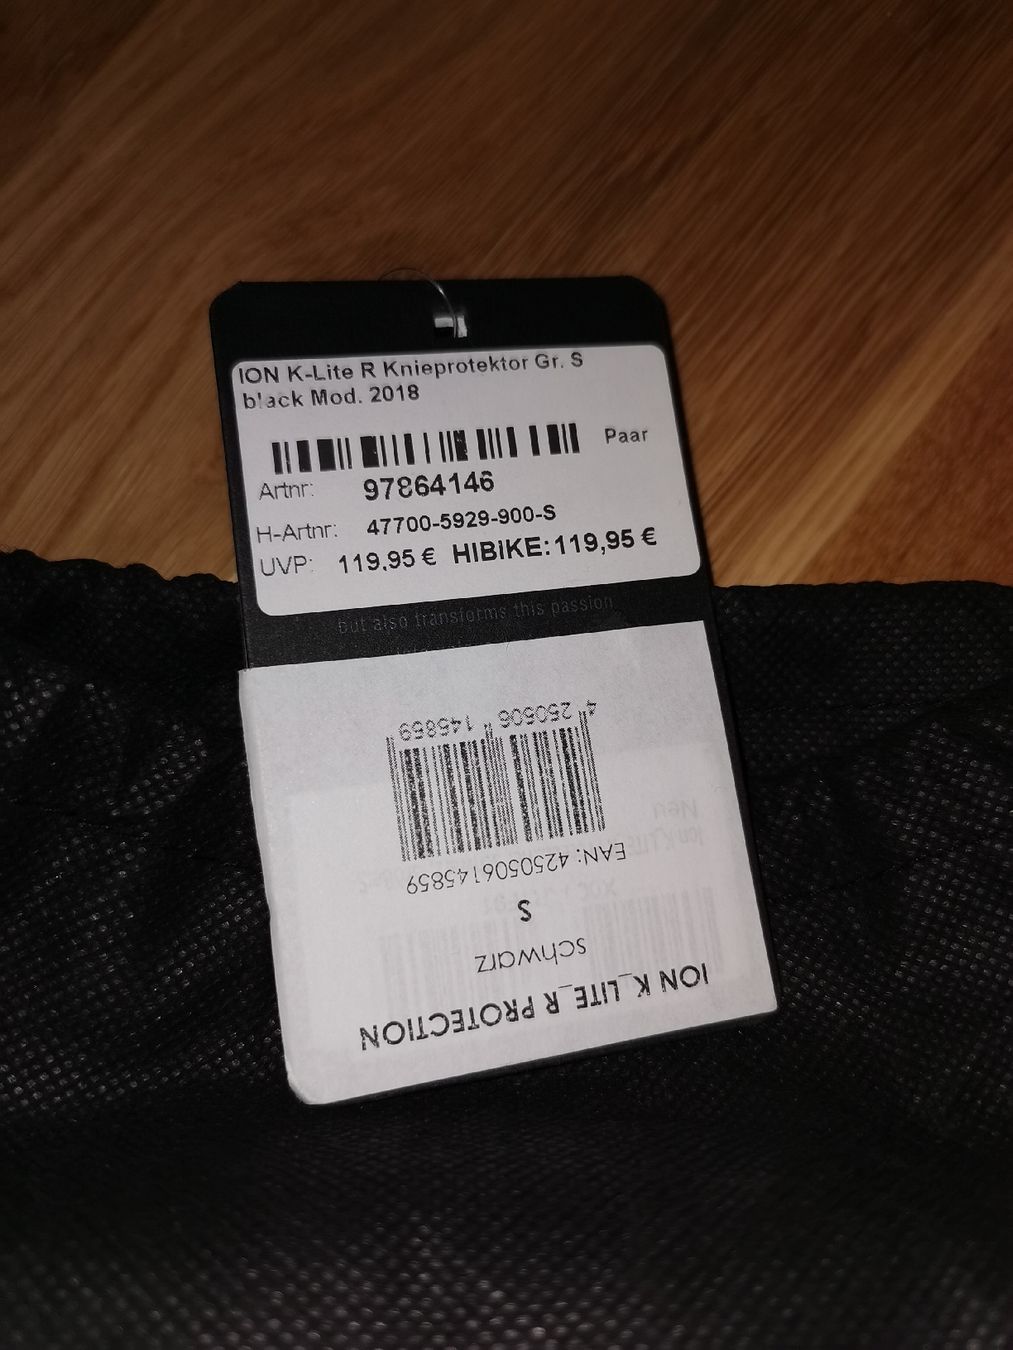 ION K-Lite R Knieprotektor Gr. S
black Mod. 2018
Paar
Artnr: 97864146
H-Artnr: 47700-5929-900-S
UVP: 119,95 € HIBIKE: 119,95 €
but also transforms this passion
ION K_LITE_R PROTECTION
schwarz
S
EAN: 4250506145859
4 250506 145859